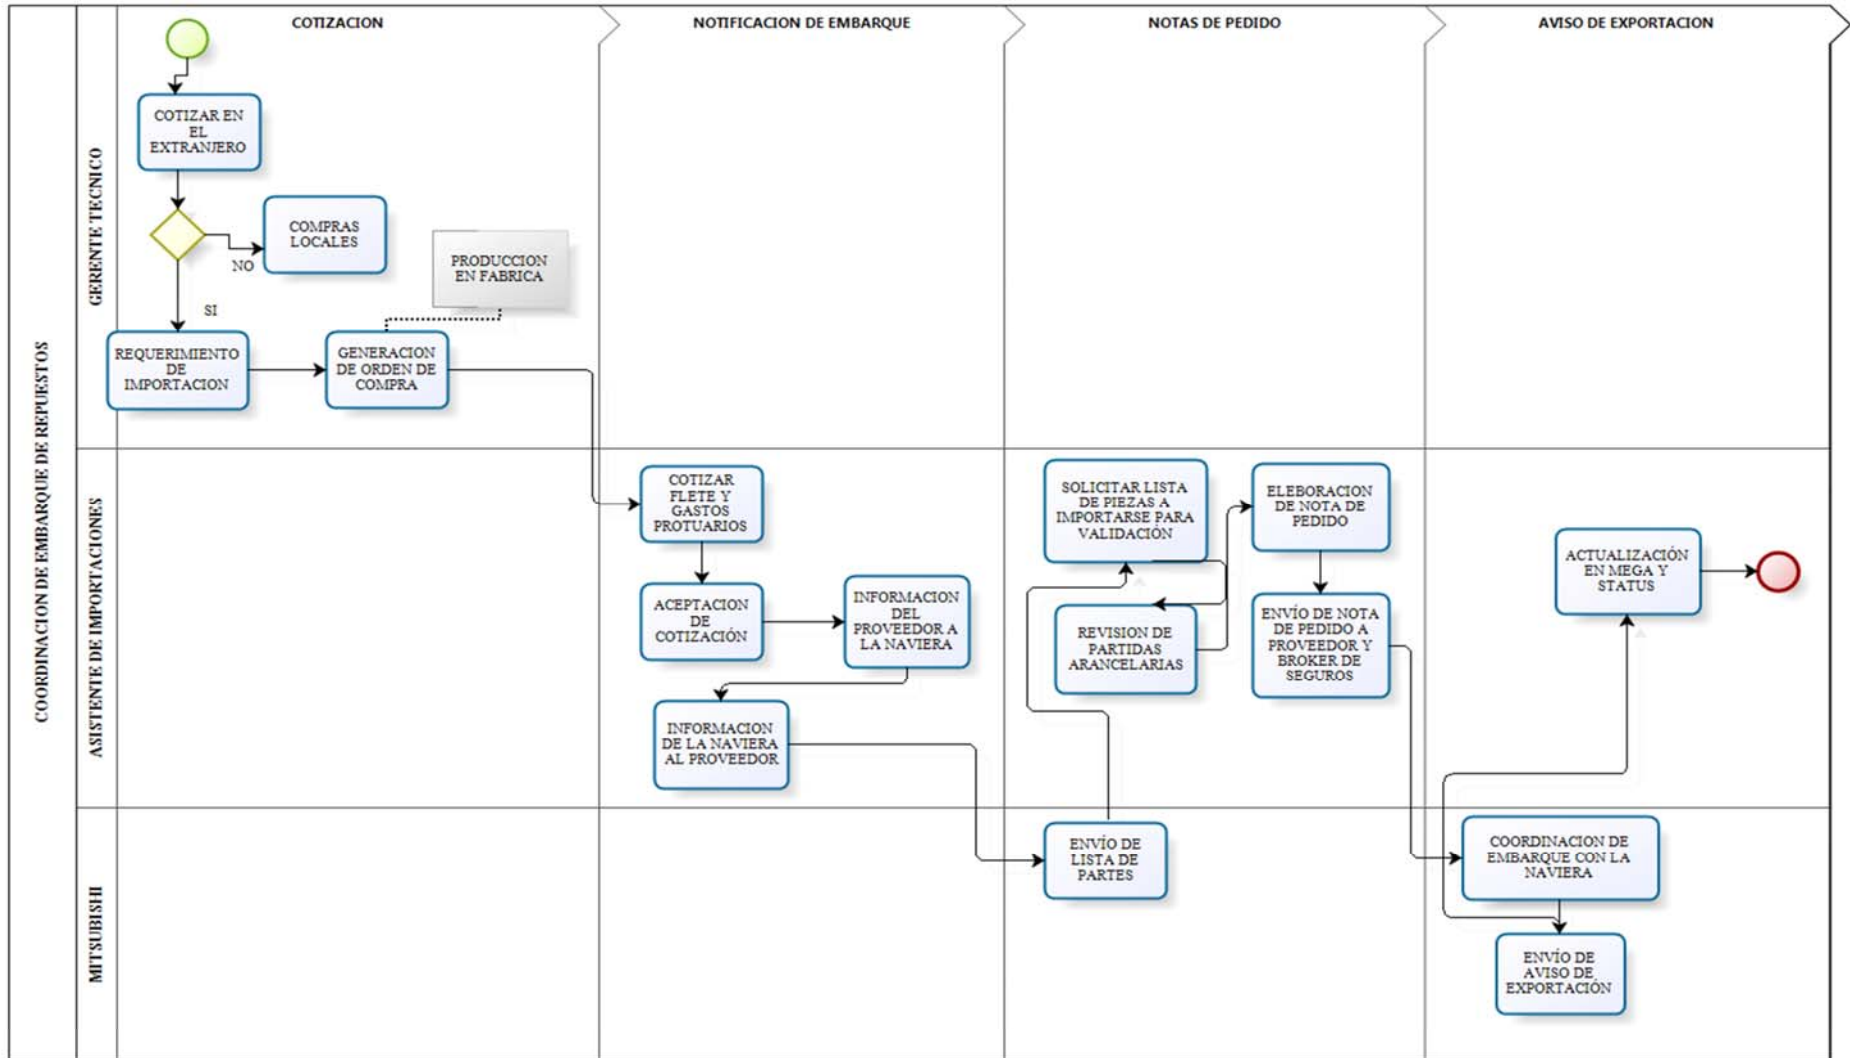 COTIZACION
NOTIFICACION DE EMBARQUE
NOTAS DE PEDIDO
AVISO DE EXPORTACION
COORDINACION DE EMBARQUE DE REPUESTOS
GERENTE TECNICO
COTIZAR EN
EL
EXTRANJERO
COMPRAS
LOCALES
NO
SI
PRODUCCION
EN FABRICA
REQUERIMIENTO
DE
IMPORTACION
GENERACION
DE ORDEN DE
COMPRA
ASISTENTE DE IMPORTACIONES
COTIZAR
FLETE Y
GASTOS
PROTUARIOS
ACEPTACION
DE
COTIZACIÓN
INFORMACION
DEL
PROVEEDOR A
LA NAVIERA
INFORMACION
DE LA NAVIERA
AL PROVEEDOR
SOLICITAR LISTA
DE PIEZAS A
IMPORTARSE PARA
VALIDACIÓN
REVISION DE
PARTIDAS
ARANCELARIAS
ELEBORACION
DE NOTA DE
PEDIDO
ENVÍO DE NOTA
DE PEDIDO A
PROVEEDOR Y
BROKER DE
SEGUROS
ACTUALIZACIÓN
EN MEGA Y
STATUS
MITSUBISHI
ENVÍO DE
LISTA DE
PARTES
COORDINACION DE
EMBARQUE CON LA
NAVIERA
ENVÍO DE
AVISO DE
EXPORTACIÓN